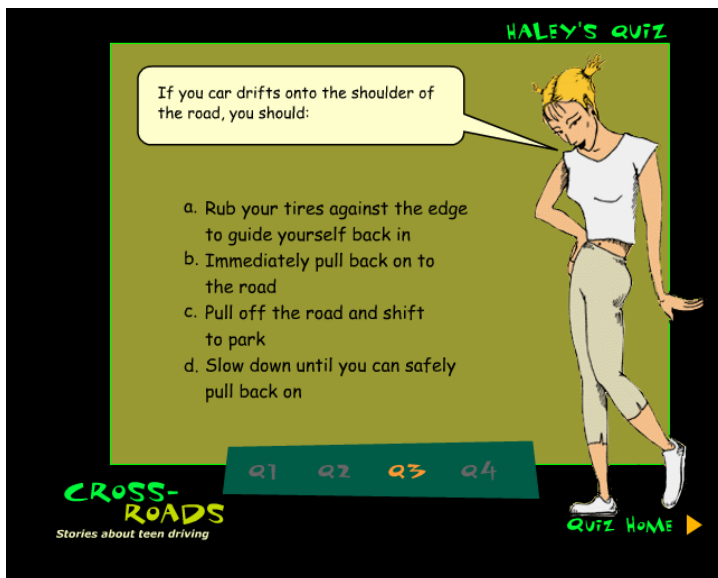 HALEY'S QUIZ
If you car drifts onto the shoulder of
the road, you should:
a. Rub your tires against the edge
to guide yourself back in
b. Immediately pull back on to
the road
c. Pull off the road and shift
to park
d. Slow down until you can safely
pull back on
Q1 Q2 Q3 Q4
CROSS-
ROADS
Stories about teen driving
QUIZ HOME